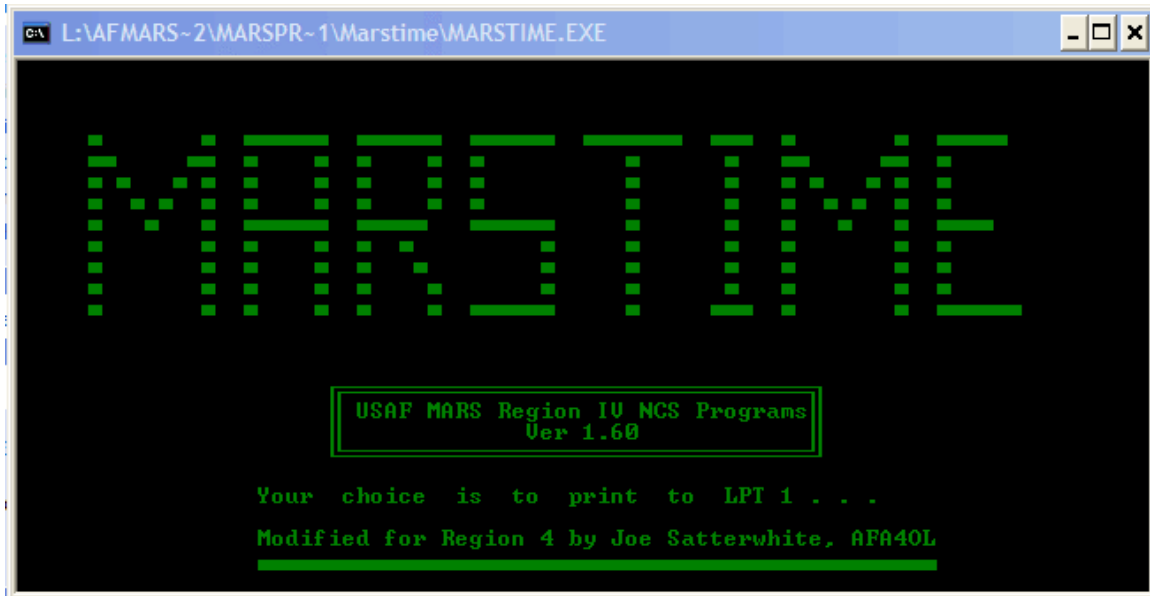 L:\AFMARS~2\MARSPR~1\Marstime\MARSTIME.EXE
MARSTIME
USAF MARS Region IV NCS Programs
Ver 1.60
Your choice is to print to LPT 1 . . .
Modified for Region 4 by Joe Satterwhite, AFA4OL